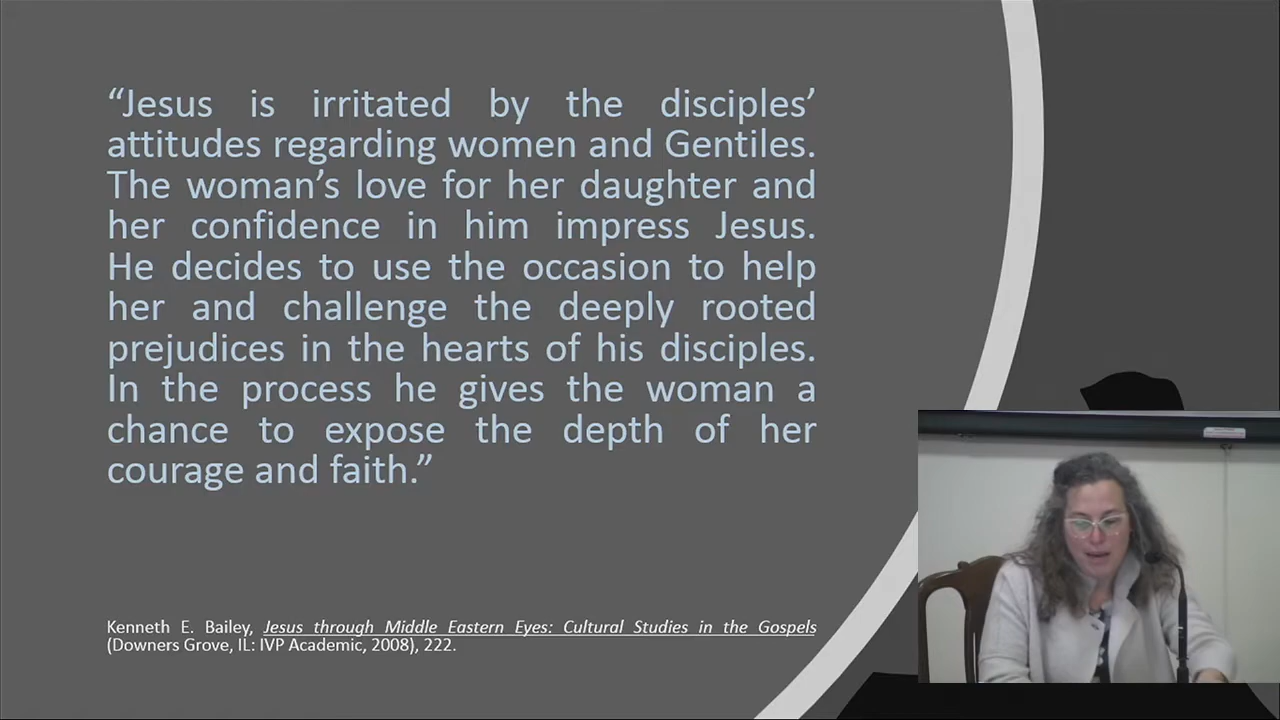 “Jesus is irritated by the disciples’
attitudes regarding women and Gentiles.
The woman’s love for her daughter and
her confidence in him impress Jesus.
He decides to use the occasion to help
her and challenge the deeply rooted
prejudices in the hearts of his disciples.
In the process he gives the woman a
chance to expose the depth of her
courage and faith.”
Kenneth E. Bailey, Jesus through Middle Eastern Eyes: Cultural Studies in the Gospels
(Downers Grove, IL: IVP Academic, 2008), 222.